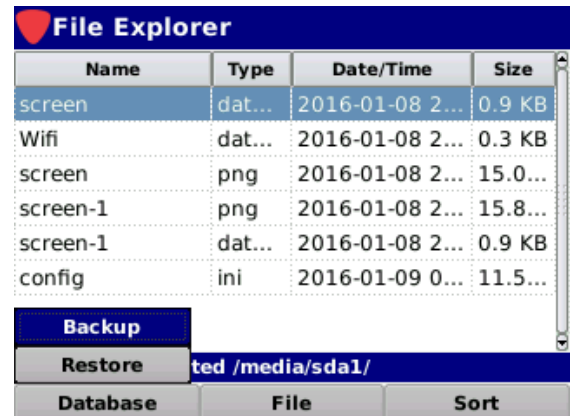 File Explorer
Name Type Date/Time Size
screen dat... 2016-01-08 2... 0.9 KB
Wifi dat... 2016-01-08 2... 0.3 KB
screen png 2016-01-08 2... 15.0...
screen-1 png 2016-01-08 2... 15.8...
screen-1 dat... 2016-01-08 2... 0.9 KB
config ini 2016-01-09 0... 11.5...
Backup
Restore ted /media/sda1/
Database File Sort